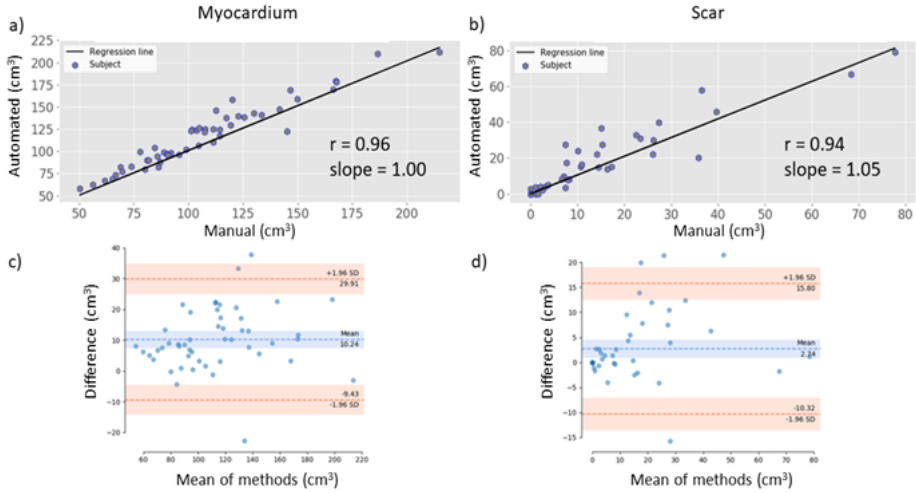 Myocardium
Scar
a)
b)
225
200
175
150
125
100
75
50
Automated (cm³)
Regression line
Subject
r = 0.96
slope = 1.00
50 75 100 125 150 175 200
Manual (cm³)
80
60
40
20
0
Automated (cm³)
Regression line
Subject
r = 0.94
slope = 1.05
0 10 20 30 40 50 60 70 80
Manual (cm³)
c)
40
30
20
10
0
−10
−20
Difference (cm³)
+1.96 SD
29.91
Mean
10.24
-9.43
-1.96 SD
60 80 100 120 140 160 180 200 220
Mean of methods (cm³)
d)
20
15
10
5
0
−5
−10
−15
Difference (cm³)
+1.96 SD
15.80
Mean
2.24
-10.32
-1.96 SD
0 10 20 30 40 50 60 70 80
Mean of methods (cm³)